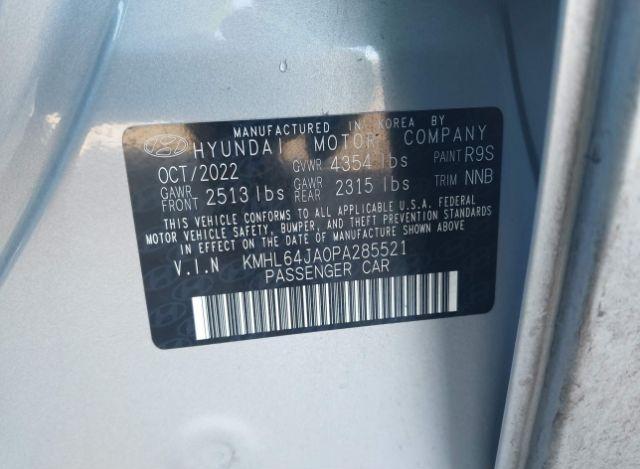 MANUFACTURED IN KOREA BY
HYUNDAI MOTOR COMPANY
OCT/2022 GVWR 4354 lbs PAINT R9S
GAWR FRONT 2513 lbs GAWR REAR 2315 lbs TRIM NNB
THIS VEHICLE CONFORMS TO ALL APPLICABLE U.S.A. FEDERAL
MOTOR VEHICLE SAFETY, BUMPER, AND THEFT PREVENTION STANDARDS
IN EFFECT ON THE DATE OF MANUFACTURE SHOWN ABOVE.
V.I.N KMHL64JA0PA285521
PASSENGER CAR